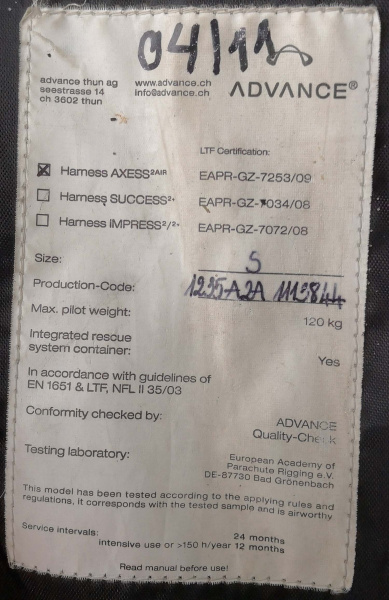 04/11
advance thun ag
seestrasse 14
ch 3602 thun
www.advance.ch
info@advance.ch
ADVANCE®
LTF Certification:
☒ Harness AXESS²AIR EAPR-GZ-7253/09
☐ Harness SUCCESS²⁺ EAPR-GZ-7034/08
☐ Harness IMPRESS²/²⁺ EAPR-GZ-7072/08
Size: S
Production-Code: 1225A2A 1113844
Max. pilot weight: 120 kg
Integrated rescue
system container: Yes
In accordance with guidelines of
EN 1651 & LTF, NFL II 35/03
Conformity checked by: ADVANCE
Quality-Check
Testing laboratory: European Academy of
Parachute Rigging e.V.
DE-87730 Bad Grönenbach
This model has been tested according to the applying rules and
regulations, it corresponds with the tested sample and is airworthy
Service intervals: 24 months
intensive use or >150 h/year 12 months
Read manual before use!